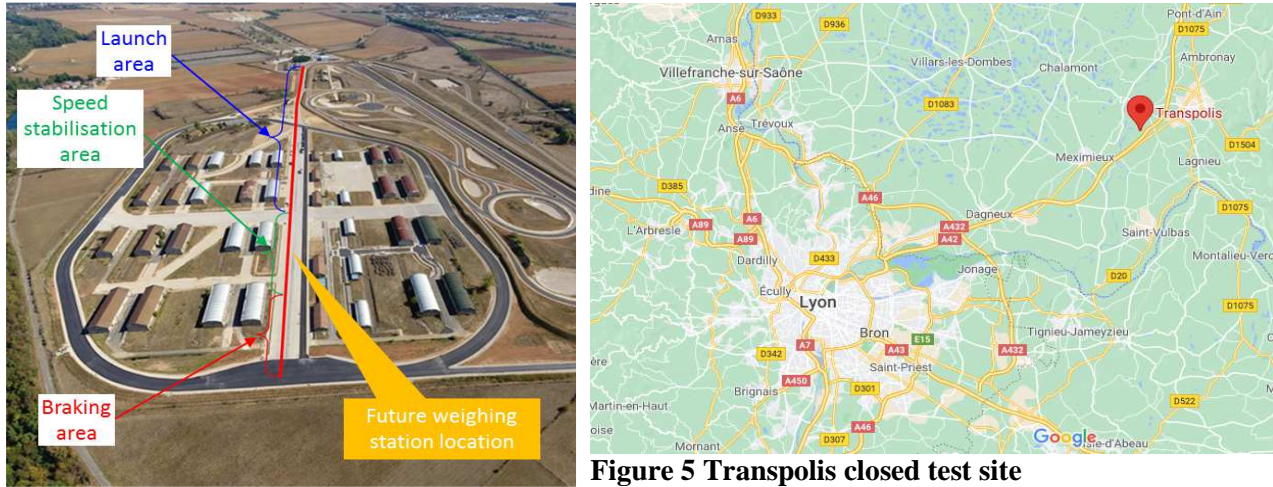 Launch
area
Speed
stabilisation
area
Braking
area
Future weighing
station location
D933
D936
Pont-d'Ain
D1075
Arnas
Ambronay
Villars-les-Dombes
Chalamont
Villefranche-sur-Saône
A6
D1083
Transpolis
Anse
Trévoux
D1504
Meximieux
Lagnieu
D385
A46
D1075
A89
A6
Dagneux
A432
Saint-Vulbas
L'Arbresle
A42
A89
Montalieu-Verc
Dardilly
D433
Jonage
D20
Écully
Lyon
D1075
Bron
E15
Tignieu-Jameyzieu
A7
D342
A43
A432
Saint-Priest
A450
D301
Brignais
Martin-en-Haut
D522
A46
Mornant
D307
Google
Isle-d'Abeau
Figure 5 Transpolis closed test site